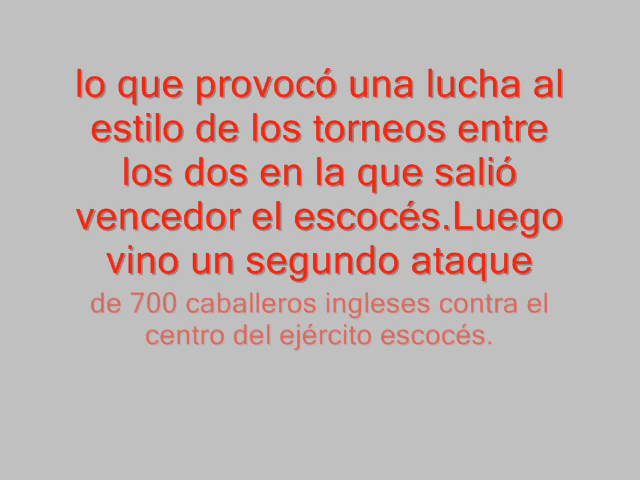 lo que provocó una lucha al
estilo de los torneos entre
los dos en la que salió
vencedor el escocés.Luego
vino un segundo ataque
de 700 caballeros ingleses contra el
centro del ejército escocés.